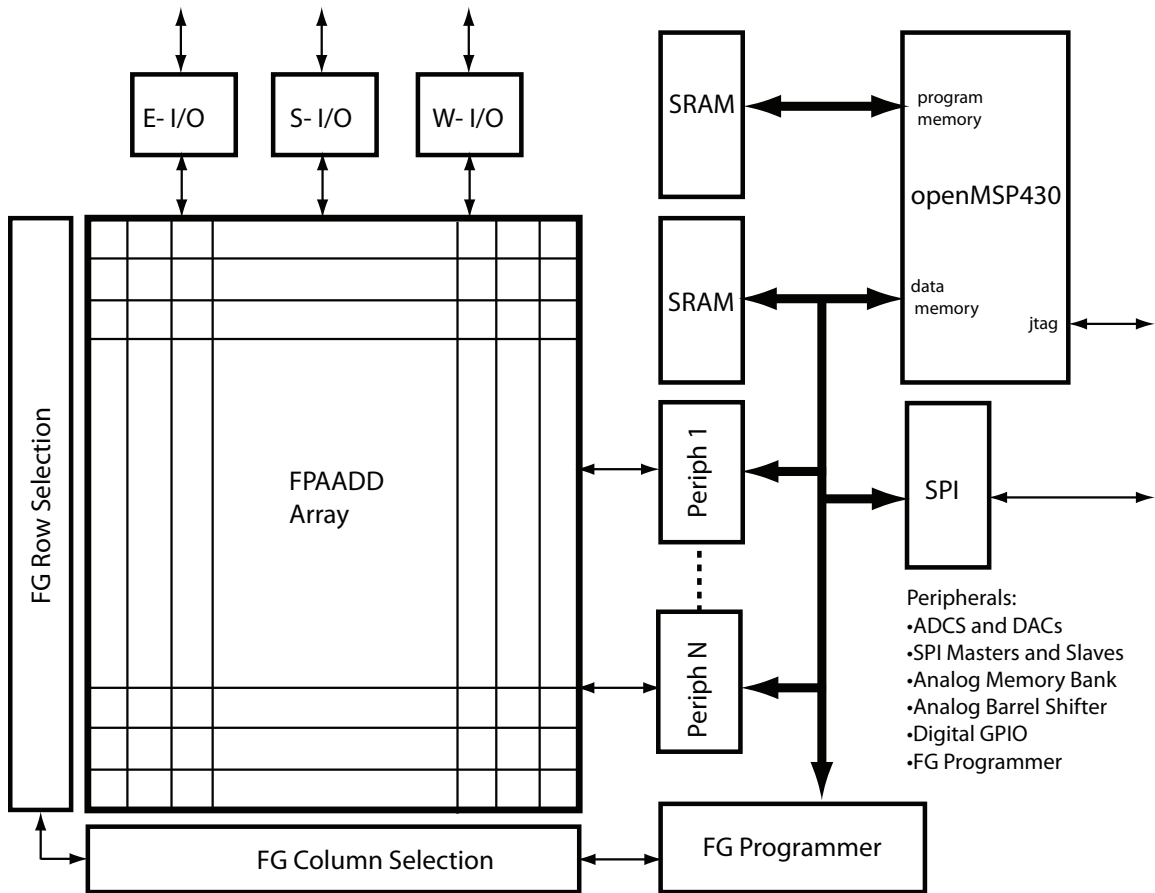 E- I/O
S- I/O
W- I/O
SRAM
program
memory
openMSP430
SRAM
data
memory
jtag
FG Row Selection
FPAADD
Array
Periph 1
SPI
Periph N
Peripherals:
•ADCS and DACs
•SPI Masters and Slaves
•Analog Memory Bank
•Analog Barrel Shifter
•Digital GPIO
•FG Programmer
FG Column Selection
FG Programmer